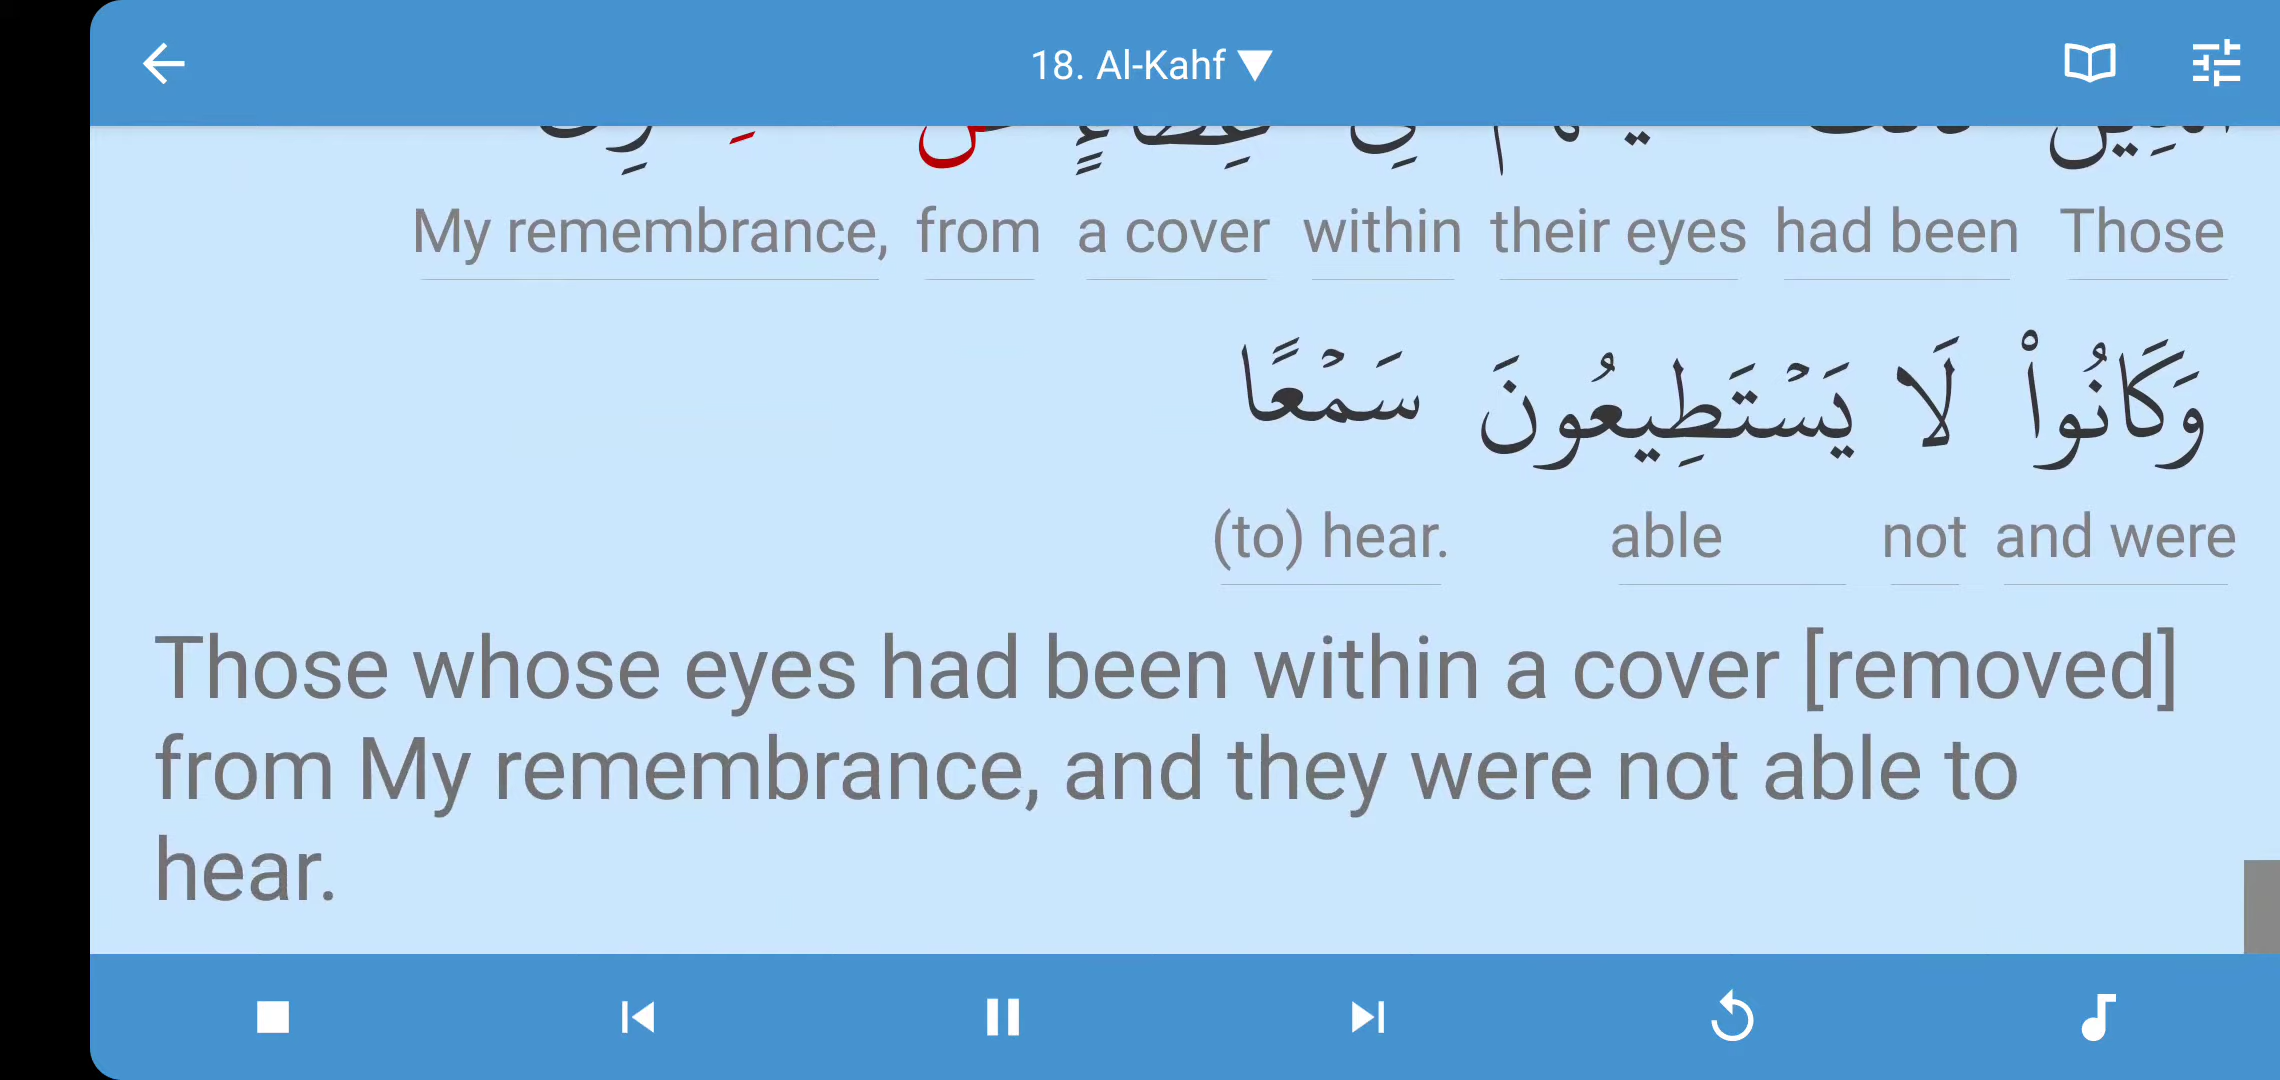 18. Al-Kahf ▼
My remembrance, from a cover within their eyes had been Those
وَكَانُوا۟ لَا يَسْتَطِيعُونَ سَمْعًا
(to) hear. able not and were
Those whose eyes had been within a cover [removed]
from My remembrance, and they were not able to
hear.